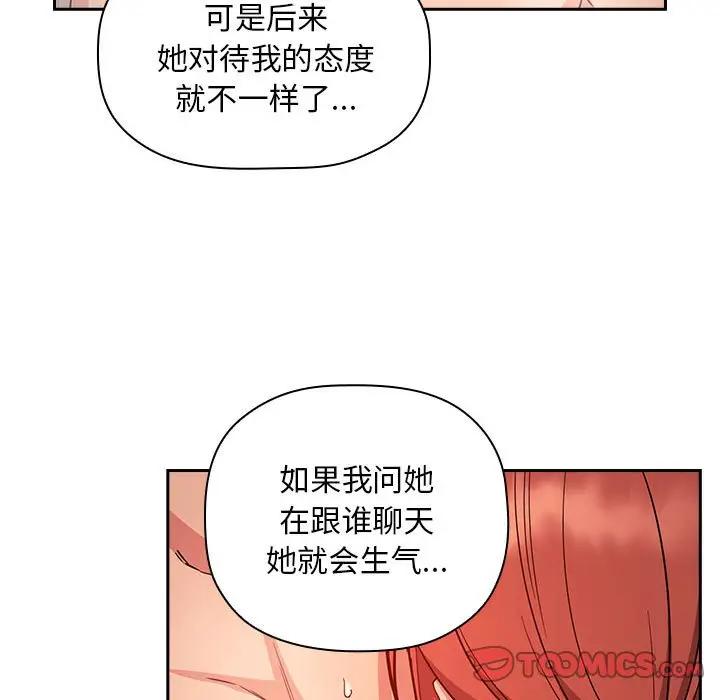 可是后来
她对待我的态度
就不一样了...
如果我问她
在跟谁聊天
她就会生气...
TOOMICS
TOOMICS.COM